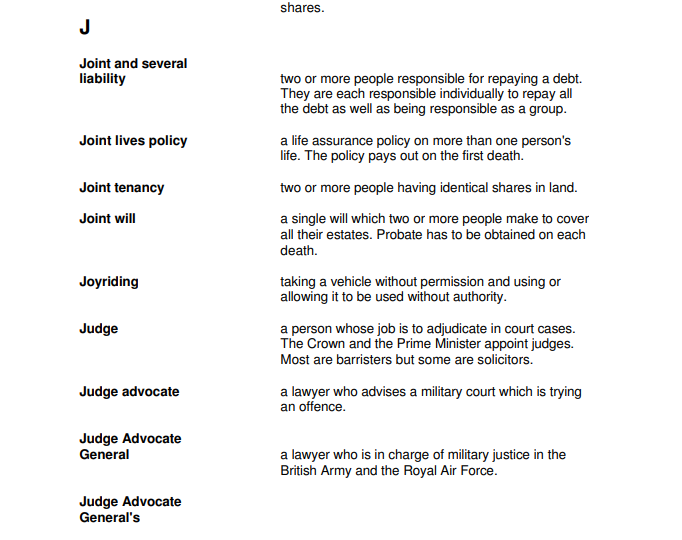 shares.
J
Joint and several
liability
two or more people responsible for repaying a debt.
They are each responsible individually to repay all
the debt as well as being responsible as a group.
Joint lives policy
a life assurance policy on more than one person's
life. The policy pays out on the first death.
Joint tenancy
two or more people having identical shares in land.
Joint will
a single will which two or more people make to cover
all their estates. Probate has to be obtained on each
death.
Joyriding
taking a vehicle without permission and using or
allowing it to be used without authority.
Judge
a person whose job is to adjudicate in court cases.
The Crown and the Prime Minister appoint judges.
Most are barristers but some are solicitors.
Judge advocate
a lawyer who advises a military court which is trying
an offence.
Judge Advocate
General
a lawyer who is in charge of military justice in the
British Army and the Royal Air Force.
Judge Advocate
General's